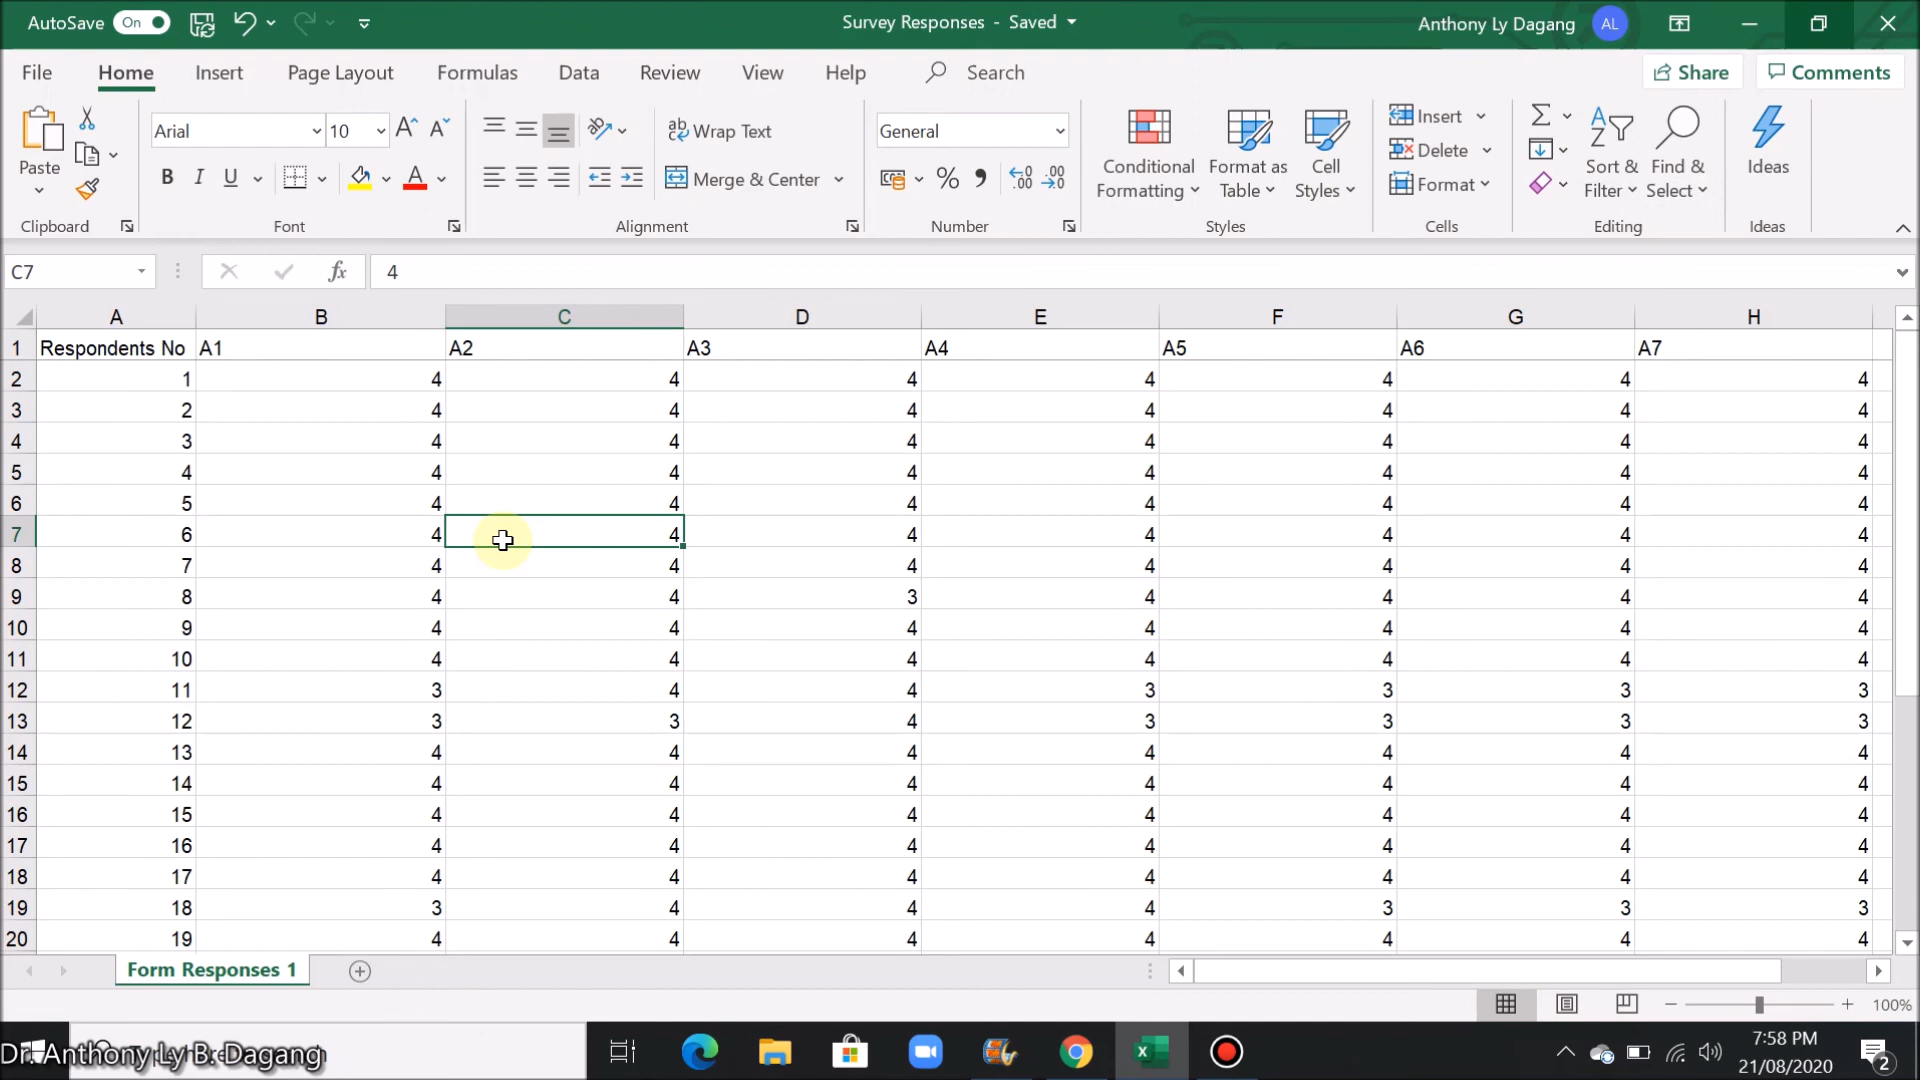 AutoSave On Survey Responses - Saved Anthony Ly Dagang AL
File Home Insert Page Layout Formulas Data Review View Help Search Share Comments
Paste
Arial 10
B I U
ab Wrap Text
Merge & Center
General
% 9 .00 .00
Conditional Formatting
Format as Table
Cell Styles
Insert
Delete
Format
Sort & Filter
Find & Select
Ideas
Clipboard Font Alignment Number Styles Cells Editing Ideas
C7 fx 4
A B C D E F G H
1 Respondents No A1 A2 A3 A4 A5 A6 A7
2 1 4 4 4 4 4 4 4
3 2 4 4 4 4 4 4 4
4 3 4 4 4 4 4 4 4
5 4 4 4 4 4 4 4 4
6 5 4 4 4 4 4 4 4
7 6 4 4 4 4 4 4 4
8 7 4 4 4 4 4 4 4
9 8 4 4 3 4 4 4 4
10 9 4 4 4 4 4 4 4
11 10 4 4 4 4 4 4 4
12 11 3 4 4 3 3 3 3
13 12 3 3 4 3 3 3 3
14 13 4 4 4 4 4 4 4
15 14 4 4 4 4 4 4 4
16 15 4 4 4 4 4 4 4
17 16 4 4 4 4 4 4 4
18 17 4 4 4 4 4 4 4
19 18 3 4 4 4 3 3 3
20 19 4 4 4 4 4 4 4
Form Responses 1
100%
Dr. Anthony Ly B. Dagang
7:58 PM
21/08/2020
2